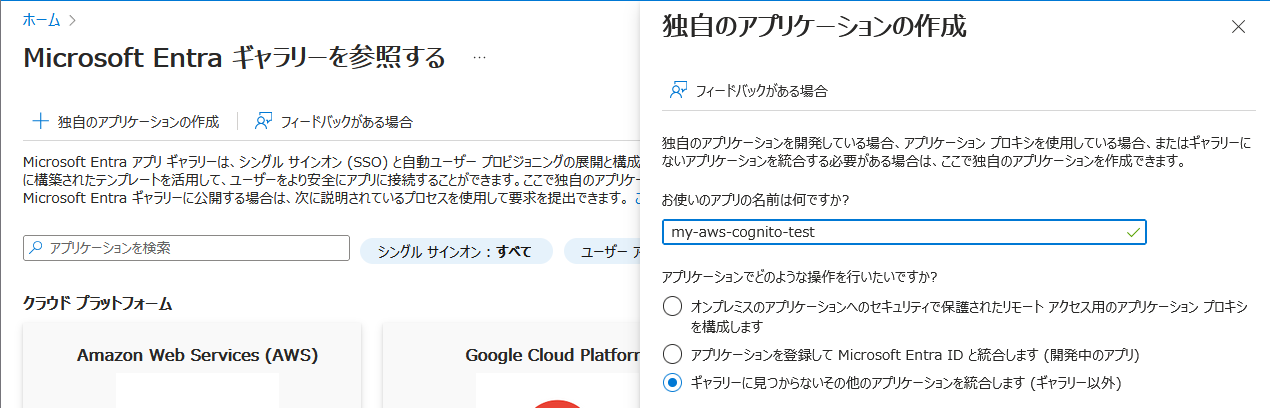 ホーム
Microsoft Entra ギャラリーを参照する
独自のアプリケーションの作成 フィードバックがある場合
Microsoft Entra アプリ ギャラリーは、シングル サインオン (SSO) と自動ユーザー プロビジョニングの展開と構成
に構築されたテンプレートを活用して、ユーザーをより安全にアプリに接続することができます。ここで独自のアプリケー
Microsoft Entra ギャラリーに公開する場合は、次に説明されているプロセスを使用して要求を提出できます。
アプリケーションを検索 シングル サインオン : すべて ユーザー ア
クラウド プラットフォーム
Amazon Web Services (AWS) Google Cloud Platform
独自のアプリケーションの作成
フィードバックがある場合
独自のアプリケーションを開発している場合、アプリケーション プロキシを使用している場合、またはギャラリーに
ないアプリケーションを統合する必要がある場合は、ここで独自のアプリケーションを作成できます。
お使いのアプリの名前は何ですか?
my-aws-cognito-test
アプリケーションでどのような操作を行いたいですか?
オンプレミスのアプリケーションへのセキュリティで保護されたリモート アクセス用のアプリケーション プロキシ
を構成します
アプリケーションを登録して Microsoft Entra ID と統合します (開発中のアプリ)
ギャラリーに見つからないその他のアプリケーションを統合します (ギャラリー以外)